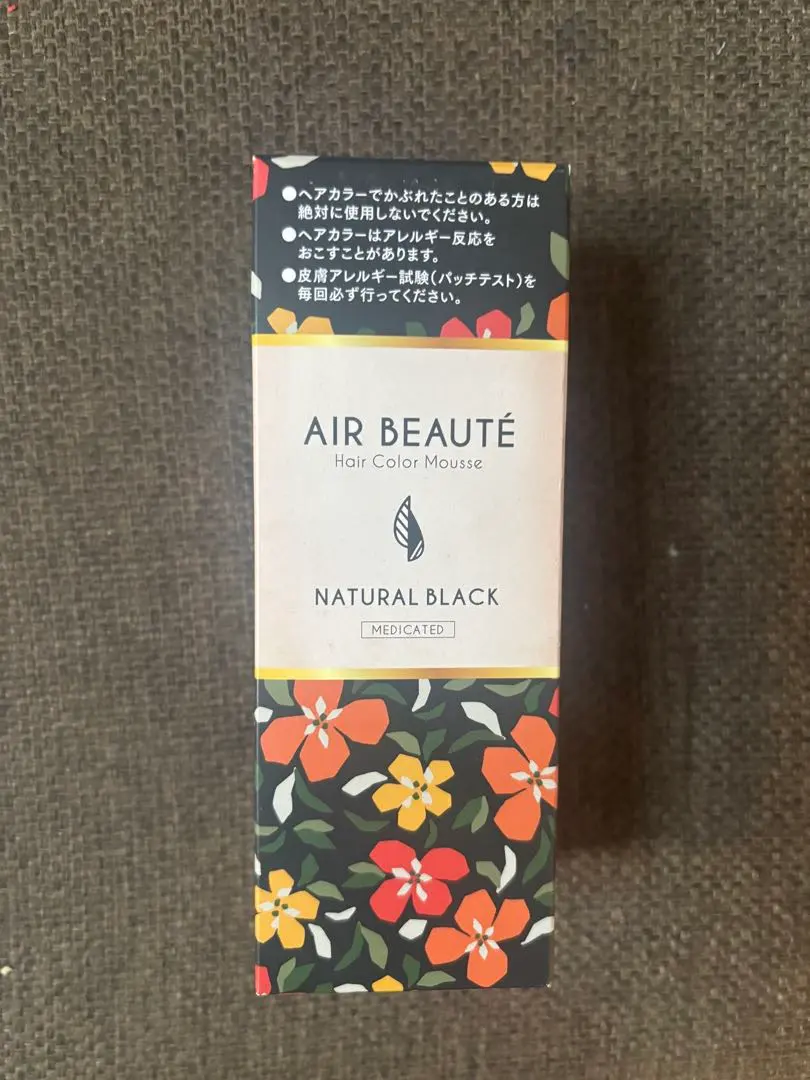 ●ヘアカラーでかぶれたことのある方は
絶対に使用しないでください。
●ヘアカラーはアレルギー反応を
おこすことがあります。
●皮膚アレルギー試験(パッチテスト)を
毎回必ず行ってください。
AIR BEAUTÉ
Hair Color Mousse
NATURAL BLACK
MEDICATED